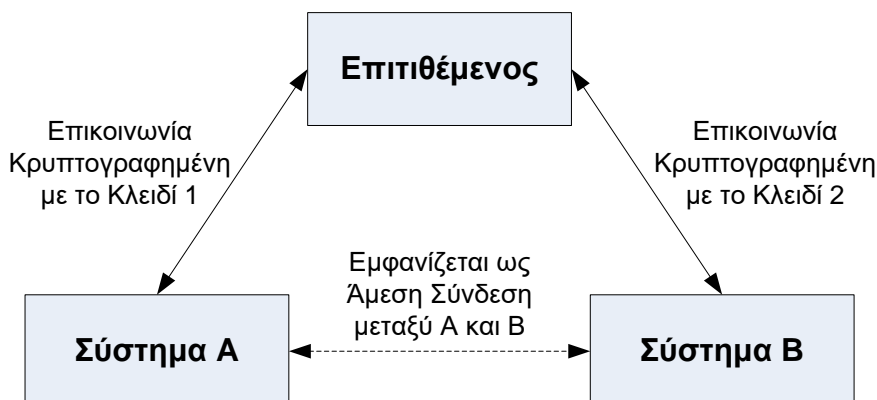 Επιτιθέμενος
Επικοινωνία
Κρυπτογραφημένη
με το Κλειδί 1
Επικοινωνία
Κρυπτογραφημένη
με το Κλειδί 2
Εμφανίζεται ως
Άμεση Σύνδεση
μεταξύ Α και Β
Σύστημα Α
Σύστημα Β